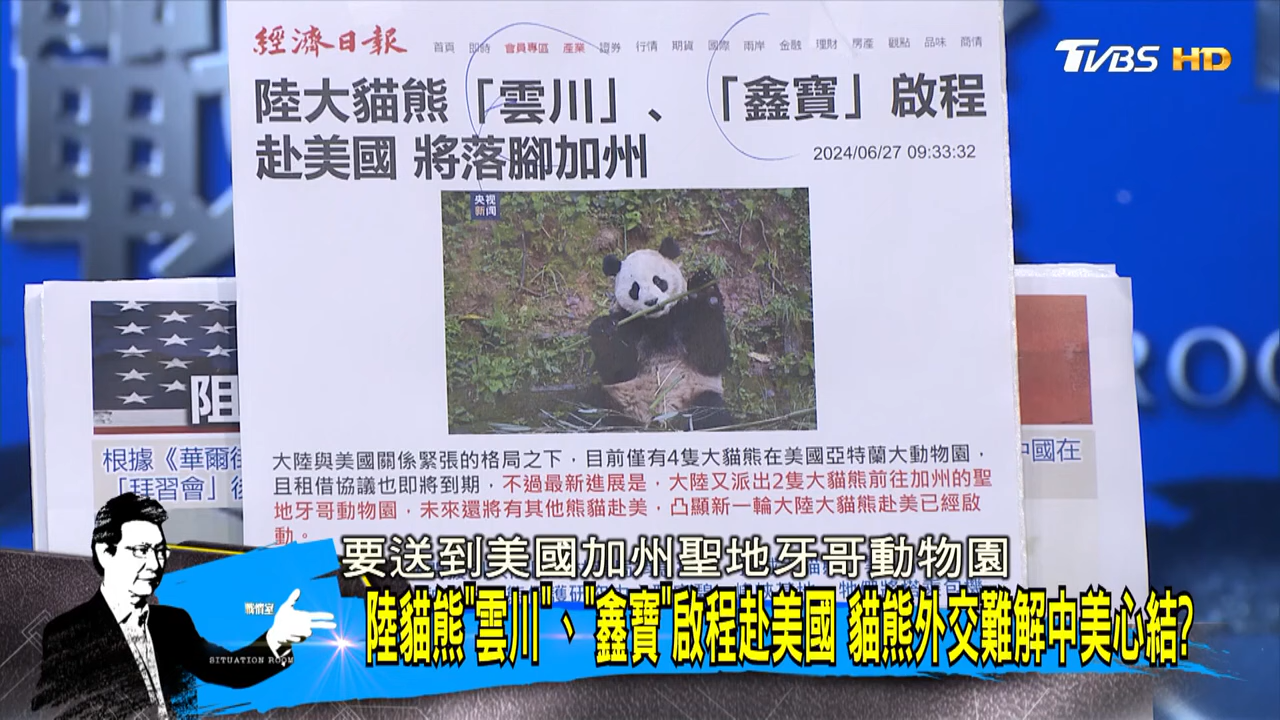 經濟日報 首頁 即時 會員專區 產業 證券 行情 期貨 國際 兩岸 金融 理財 房產 觀點 品味 商情
TVBS HD
陸大貓熊「雲川」、「鑫寶」啟程
赴美國 將落腳加州
2024/06/27 09:33:32
央视
新闻
阻
根據《華爾街
「拜習會」後
中國在
ROO
大陸與美國關係緊張的格局之下，目前僅有4隻大貓熊在美國亞特蘭大動物園，
且租借協議也即將到期，不過最新進展是，大陸又派出2隻大貓熊前往加州的聖
地牙哥動物園，未來還將有其他熊貓赴美，凸顯新一輪大陸大貓熊赴美已經啟
動。
要送到美國加州聖地牙哥動物園
陸貓熊"雲川"、"鑫寶"啟程赴美國 貓熊外交難解中美心結?
戰情室
SITUATION ROOM